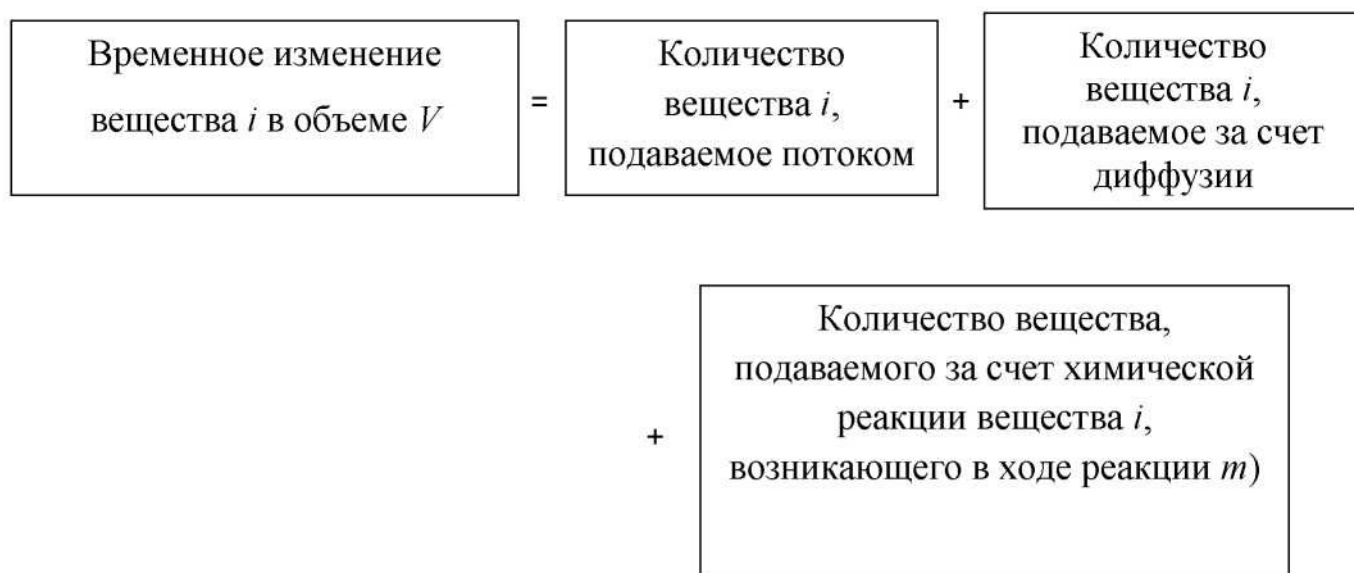 Временное изменение
вещества i в объеме V
=
Количество
вещества i,
подаваемое потоком
+
Количество
вещества i,
подаваемое за счет
диффузии
+
Количество вещества,
подаваемого за счет химической
реакции вещества i,
возникающего в ходе реакции m)